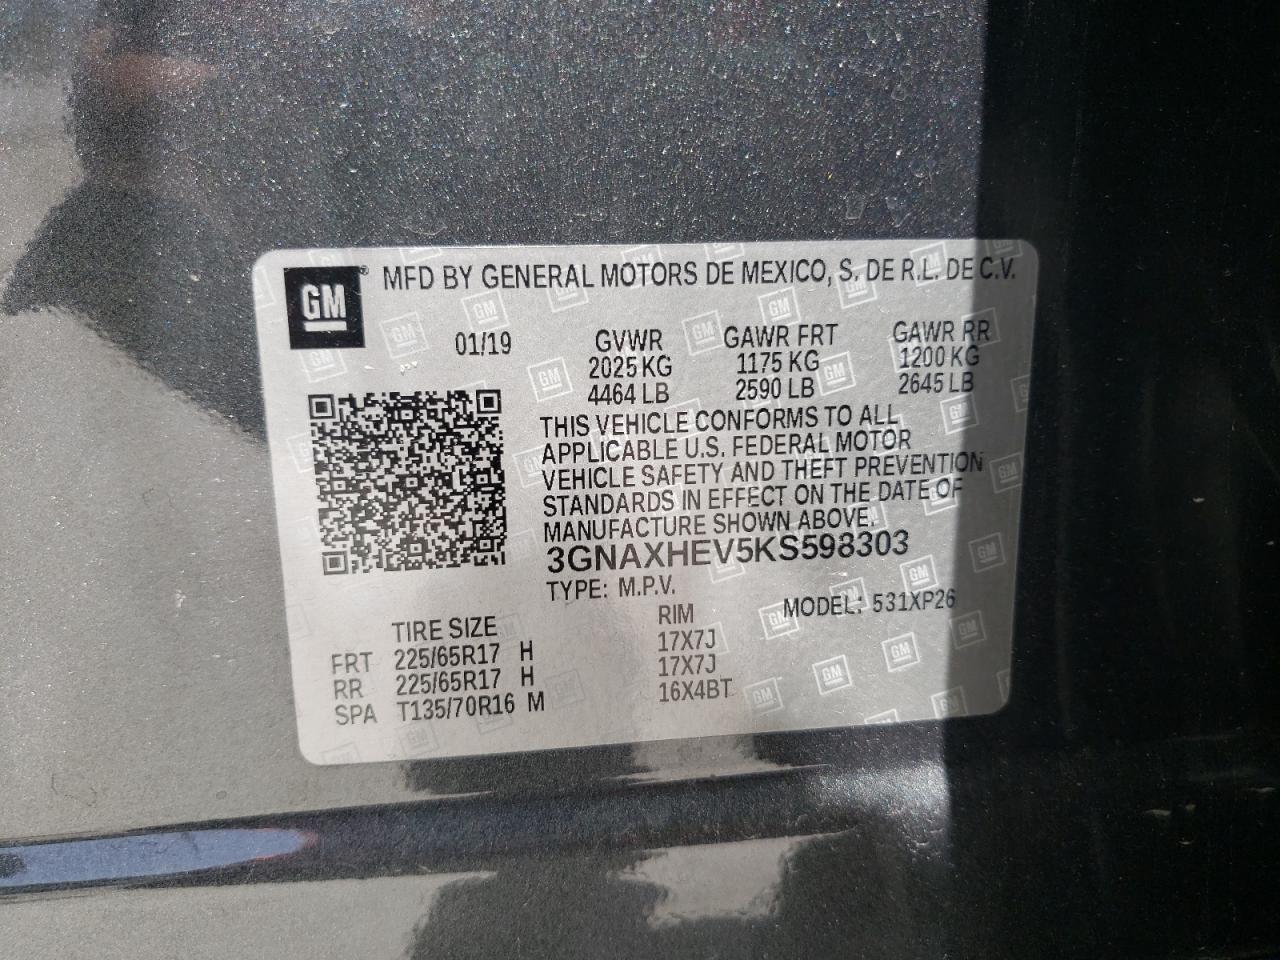 GM® MFD BY GENERAL MOTORS DE MEXICO, S. DE R.L. DE C.V.
01/19 GVWR GAWR FRT GAWR RR
2025 KG 1175 KG 1200 KG
4464 LB 2590 LB 2645 LB
THIS VEHICLE CONFORMS TO ALL
APPLICABLE U.S. FEDERAL MOTOR
VEHICLE SAFETY AND THEFT PREVENTION
STANDARDS IN EFFECT ON THE DATE OF
MANUFACTURE SHOWN ABOVE.
3GNAXHEV5KS598303
TYPE: M.P.V. MODEL: 531XP26
TIRE SIZE RIM
FRT 225/65R17 H 17X7J
RR 225/65R17 H 17X7J
SPA T135/70R16 M 16X4BT